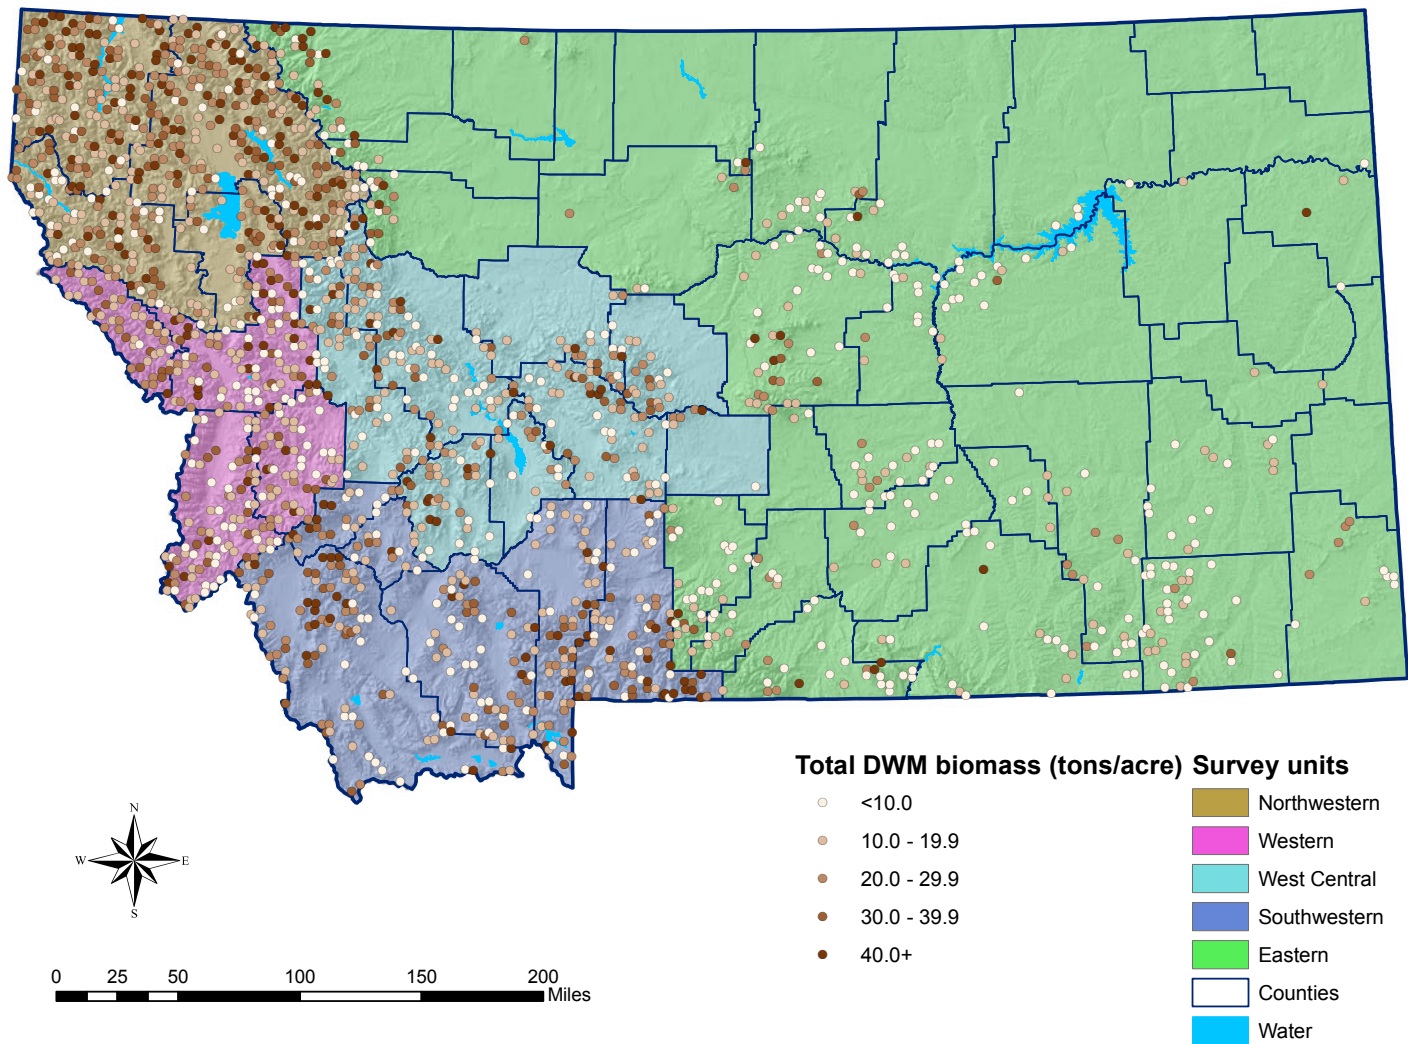 Total DWM biomass (tons/acre) Survey units
<10.0
10.0 - 19.9
20.0 - 29.9
30.0 - 39.9
40.0+
Northwestern
Western
West Central
Southwestern
Eastern
Counties
Water
N
W E
S
0 25 50 100 150 200
Miles